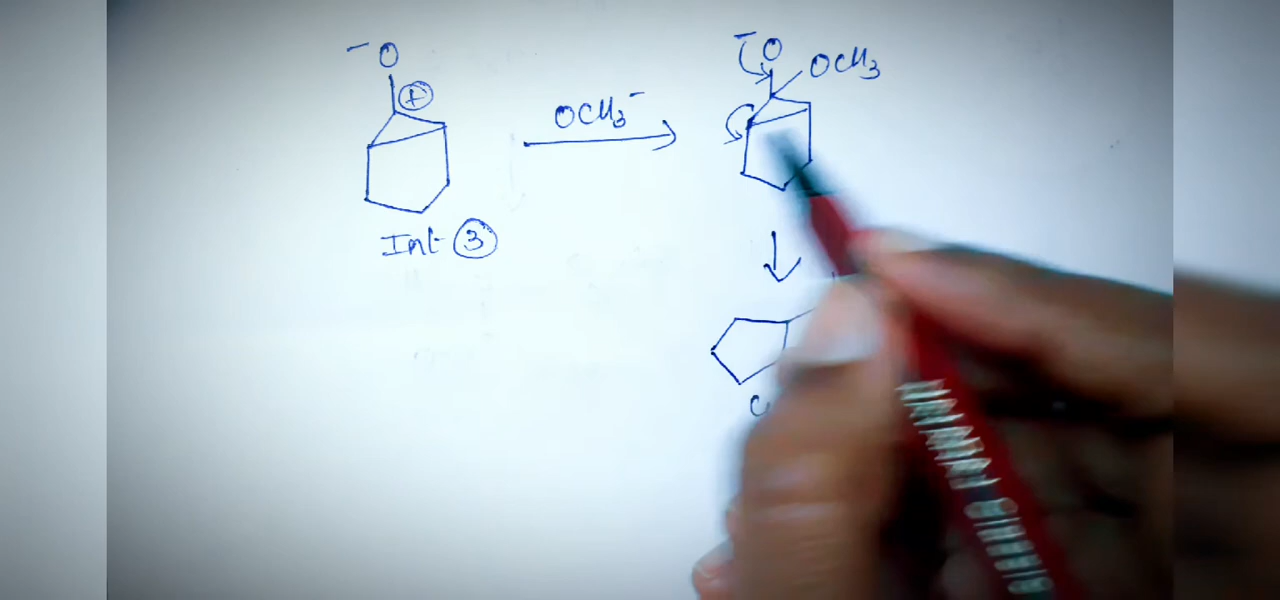 ⁻O
⊕
Int ③
OCH₃⁻
⁻O
OCH₃